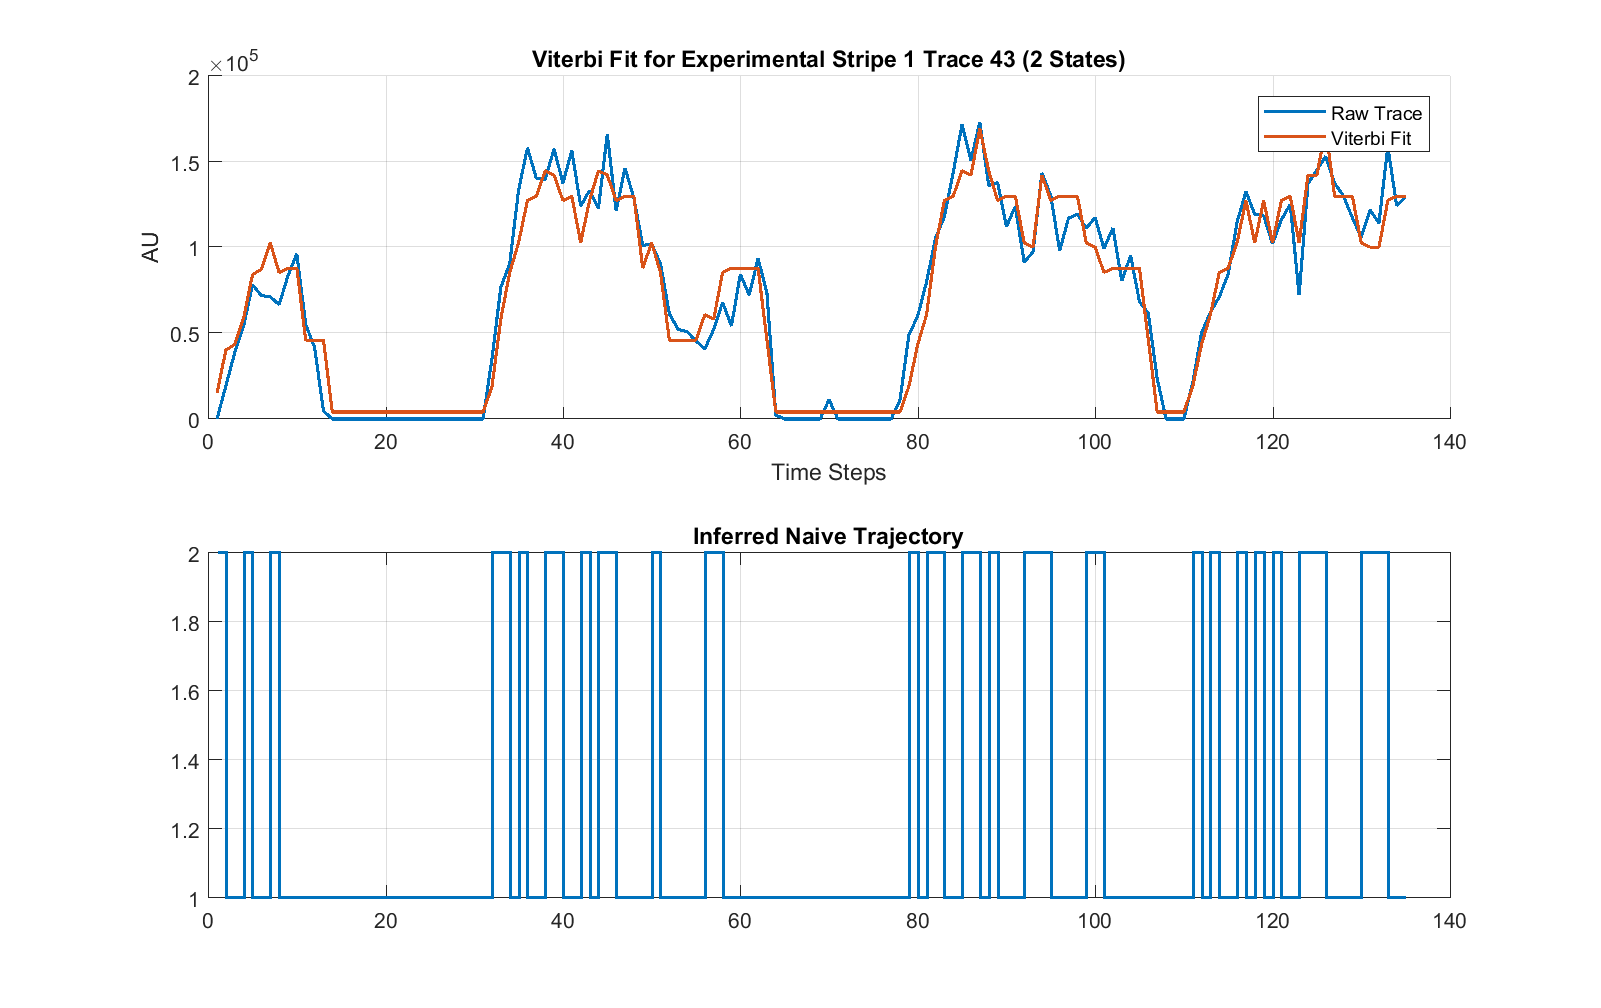 Viterbi Fit for Experimental Stripe 1 Trace 43 (2 States)
×10^5
2
1.5
1
0.5
0
AU
Raw Trace
Viterbi Fit
0 20 40 60 80 100 120 140
Time Steps
Inferred Naive Trajectory
2
1.8
1.6
1.4
1.2
1
0 20 40 60 80 100 120 140